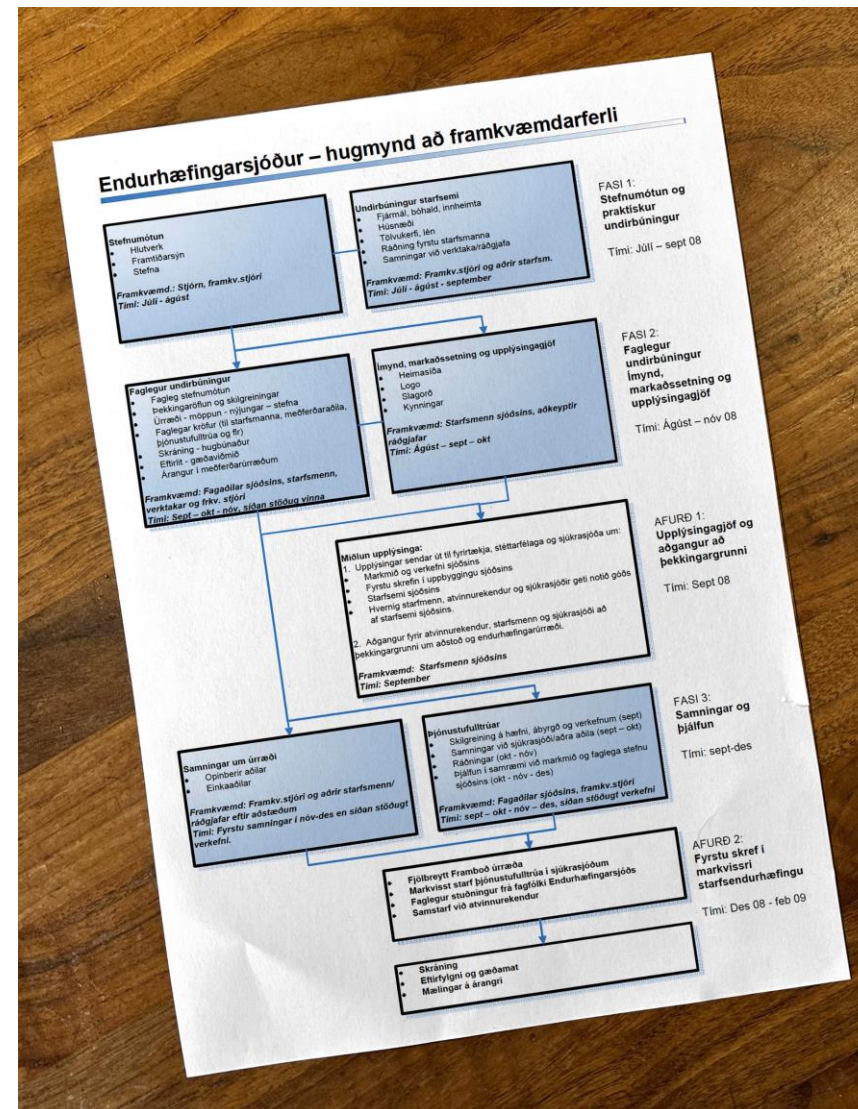 Endurhæfingarsjóður – hugmynd að framkvæmdarferli
Stefnumótun
• Hlutverk
• Framtíðarsýn
• Stefna
Framkvæmd.: Stjórn, framkv.stjóri
Tími: Júlí - ágúst
Undirbúningur starfsemi
• Fjármál, bóhald, innheimta
• Húsnæði
• Tölvukerfi, lén
• Ráðning fyrstu starfsmanna
• Samningar við verktaka/ráðgjafa
Framkvæmd: Framkv.stjóri og aðrir starfsm.
Tími: Júlí - ágúst - september
FASI 1:
Stefnumótun og
praktiskur
undirbúningur
Tími: Júlí – sept 08
Faglegur undirbúningur
• Fagleg stefnumótun
• Þekkingaröflun og skilgreiningar
• Úrræði - möppun - nýjungar – stefna
• Faglegar kröfur (til starfsmanna, meðferðaraðila,
þjónustufulltrúa og flr)
• Skráning - hugbúnaður
• Eftirlit - gæðaviðmið
• Árangur í meðferðarúrræðum
Framkvæmd: Fagaðilar sjóðsins, starfsmenn,
verktakar og frkv. stjóri
Tími: Sept – okt - nóv, síðan stöðug vinna
Ímynd, markaðssetning og upplýsingagjöf
• Heimasíða
• Logo
• Slagorð
• Kynningar
Framkvæmd: Starfsmenn sjóðsins, aðkeyptir
ráðgjafar
Tími: Ágúst – sept – okt
FASI 2:
Faglegur
undirbúningur
Ímynd,
markaðssetning og
upplýsingagjöf
Tími: Ágúst – nóv 08
Miðlun upplýsinga:
1. Upplýsingar sendar út til fyrirtækja, stéttarfélaga og sjúkrasjóða um:
• Markmið og verkefni sjóðsins
• Fyrstu skrefin í uppbyggingu sjóðsins
• Starfsemi sjóðsins
• Hvernig starfmenn, atvinnurekendur og sjúkrasjóðir geti notið góðs
af starfsemi sjóðsins.
2. Aðgangur fyrir atvinnurekendur, starfsmenn og sjúkrasjóði að
þekkingargrunni um aðstoð og endurhæfingarúrræði.
Framkvæmd: Starfsmenn sjóðsins
Tími: September
AFURÐ 1:
Upplýsingagjöf og
aðgangur að
þekkingargrunni
Tími: Sept 08
Samningar um úrræði
• Opinberir aðilar
• Einkaaðilar
Framkvæmd: Framkv.stjóri og aðrir starfsmenn/
ráðgjafar eftir aðstæðum
Tími: Fyrstu samningar í nóv-des en síðan stöðugt
verkefni.
Þjónustufulltrúar
• Skilgreining á hæfni, ábyrgð og verkefnum (sept)
• Samningar við sjúkrasjóði/aðra aðila (sept – okt)
• Ráðningar (okt - nóv)
• Þjálfun í samræmi við markmið og faglega stefnu
sjóðsins (okt - nóv - des)
Framkvæmd: Fagaðilar sjóðsins, framkv.stjóri
Tími: sept – okt - nóv – des, síðan stöðugt verkefni
FASI 3:
Samningar og
þjálfun
Tími: sept-des
• Fjölbreytt Framboð úrræða
• Markvisst starf þjónustufulltrúa í sjúkrasjóðum
• Faglegur stuðningur frá fagfólki Endurhæfingarsjóðs
• Samstarf við atvinnurekendur
AFURÐ 2:
Fyrstu skref í
markvissri
starfsendurhæfingu
Tími: Des 08 - feb 09
• Skráning
• Eftirfylgni og gæðamat
• Mælingar á árangri